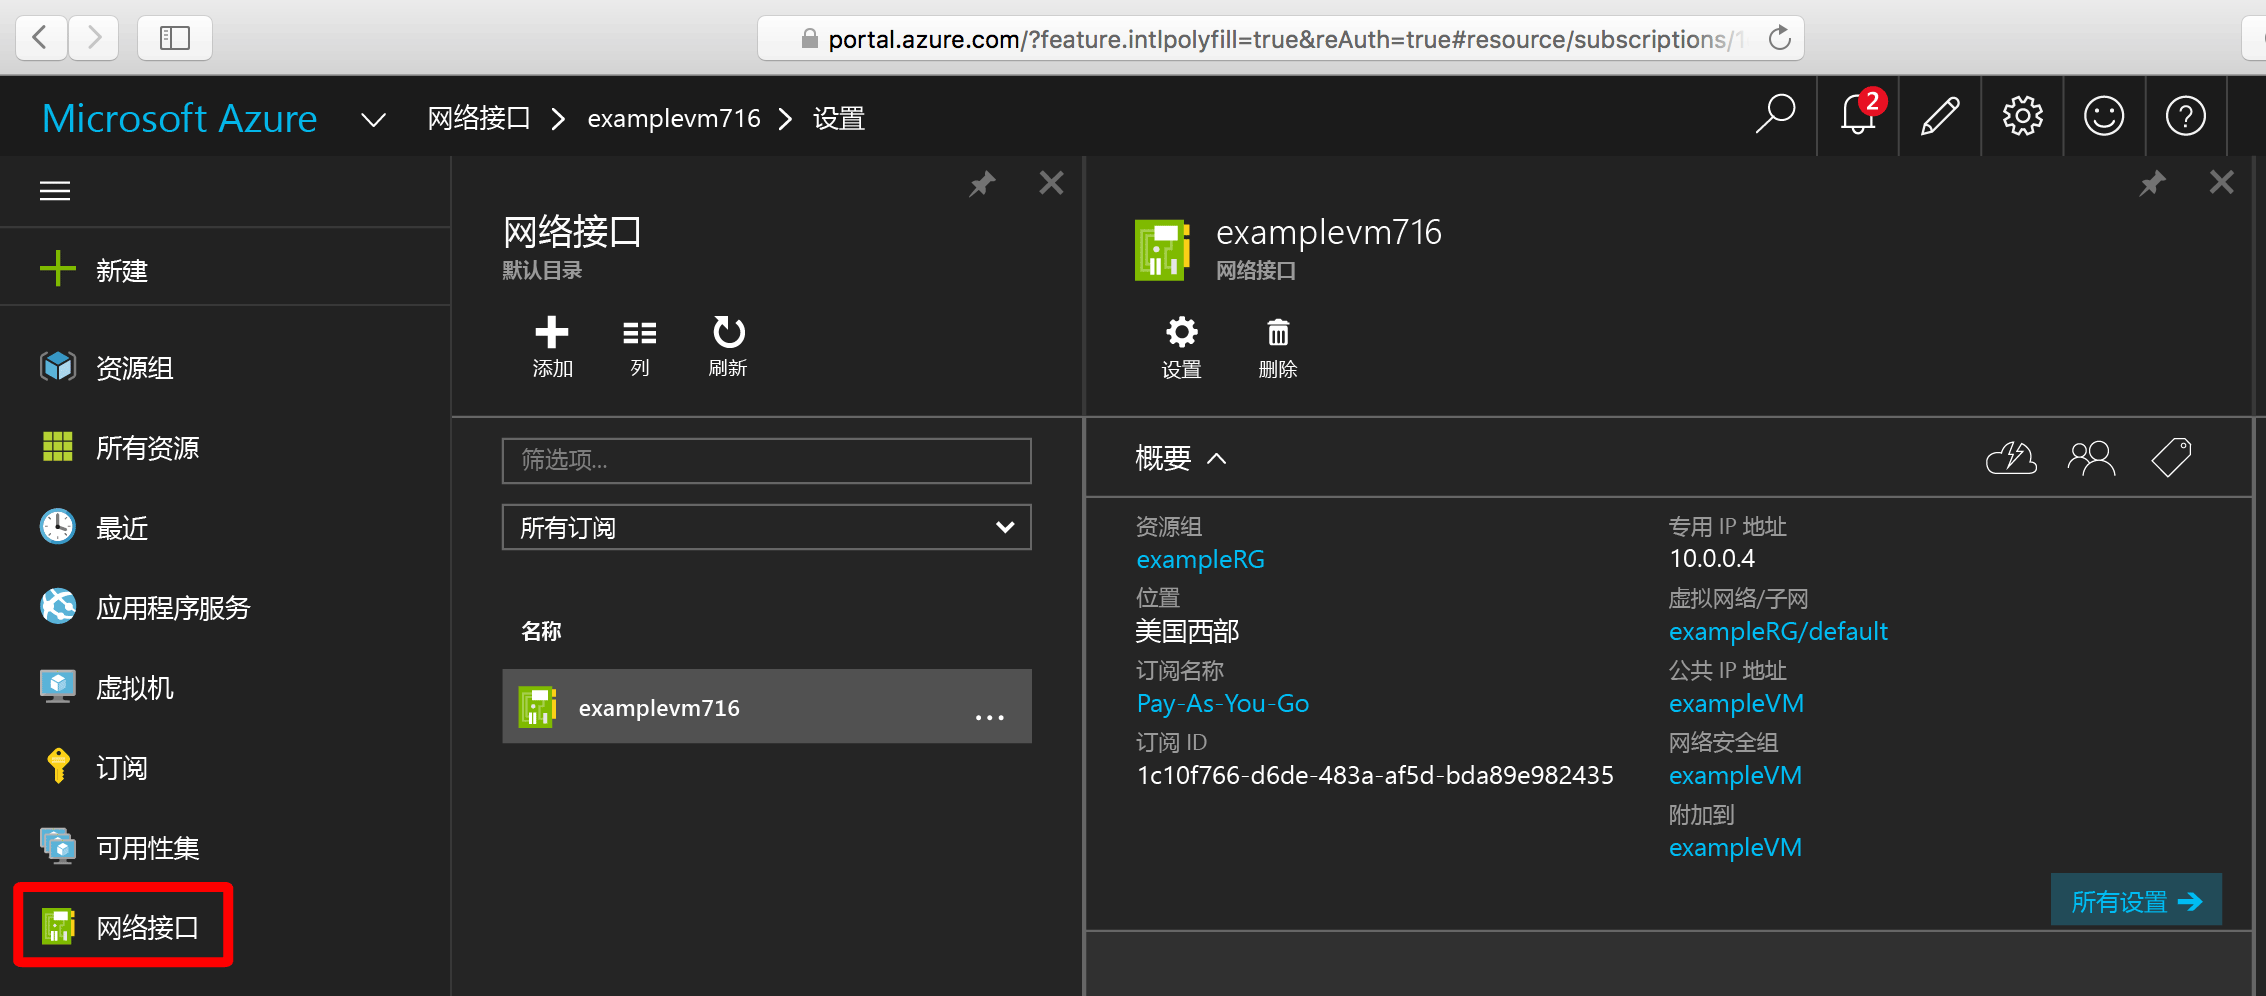 portal.azure.com/?feature.intlpolyfill=true&reAuth=true#resource/subscriptions/1
Microsoft Azure
网络接口 > examplevm716 > 设置
2
新建
资源组
所有资源
最近
应用程序服务
虚拟机
订阅
可用性集
网络接口
网络接口
默认目录
添加
列
刷新
筛选项...
所有订阅
名称
examplevm716
...
examplevm716
网络接口
设置
删除
概要
资源组
exampleRG
位置
美国西部
订阅名称
Pay-As-You-Go
订阅 ID
1c10f766-d6de-483a-af5d-bda89e982435
专用 IP 地址
10.0.0.4
虚拟网络/子网
exampleRG/default
公共 IP 地址
exampleVM
网络安全组
exampleVM
附加到
exampleVM
所有设置